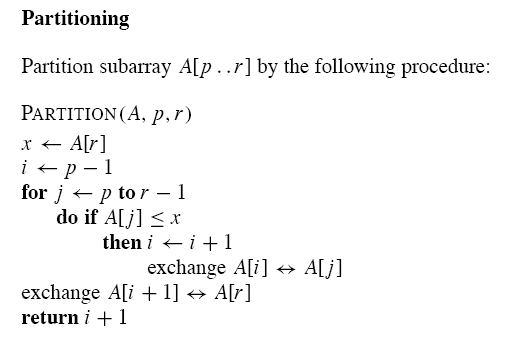 Partitioning
Partition subarray A[p . . r] by the following procedure:
PARTITION(A, p, r)
x ← A[r]
i ← p − 1
for j ← p to r − 1
do if A[j] ≤ x
then i ← i + 1
exchange A[i] ↔ A[j]
exchange A[i + 1] ↔ A[r]
return i + 1